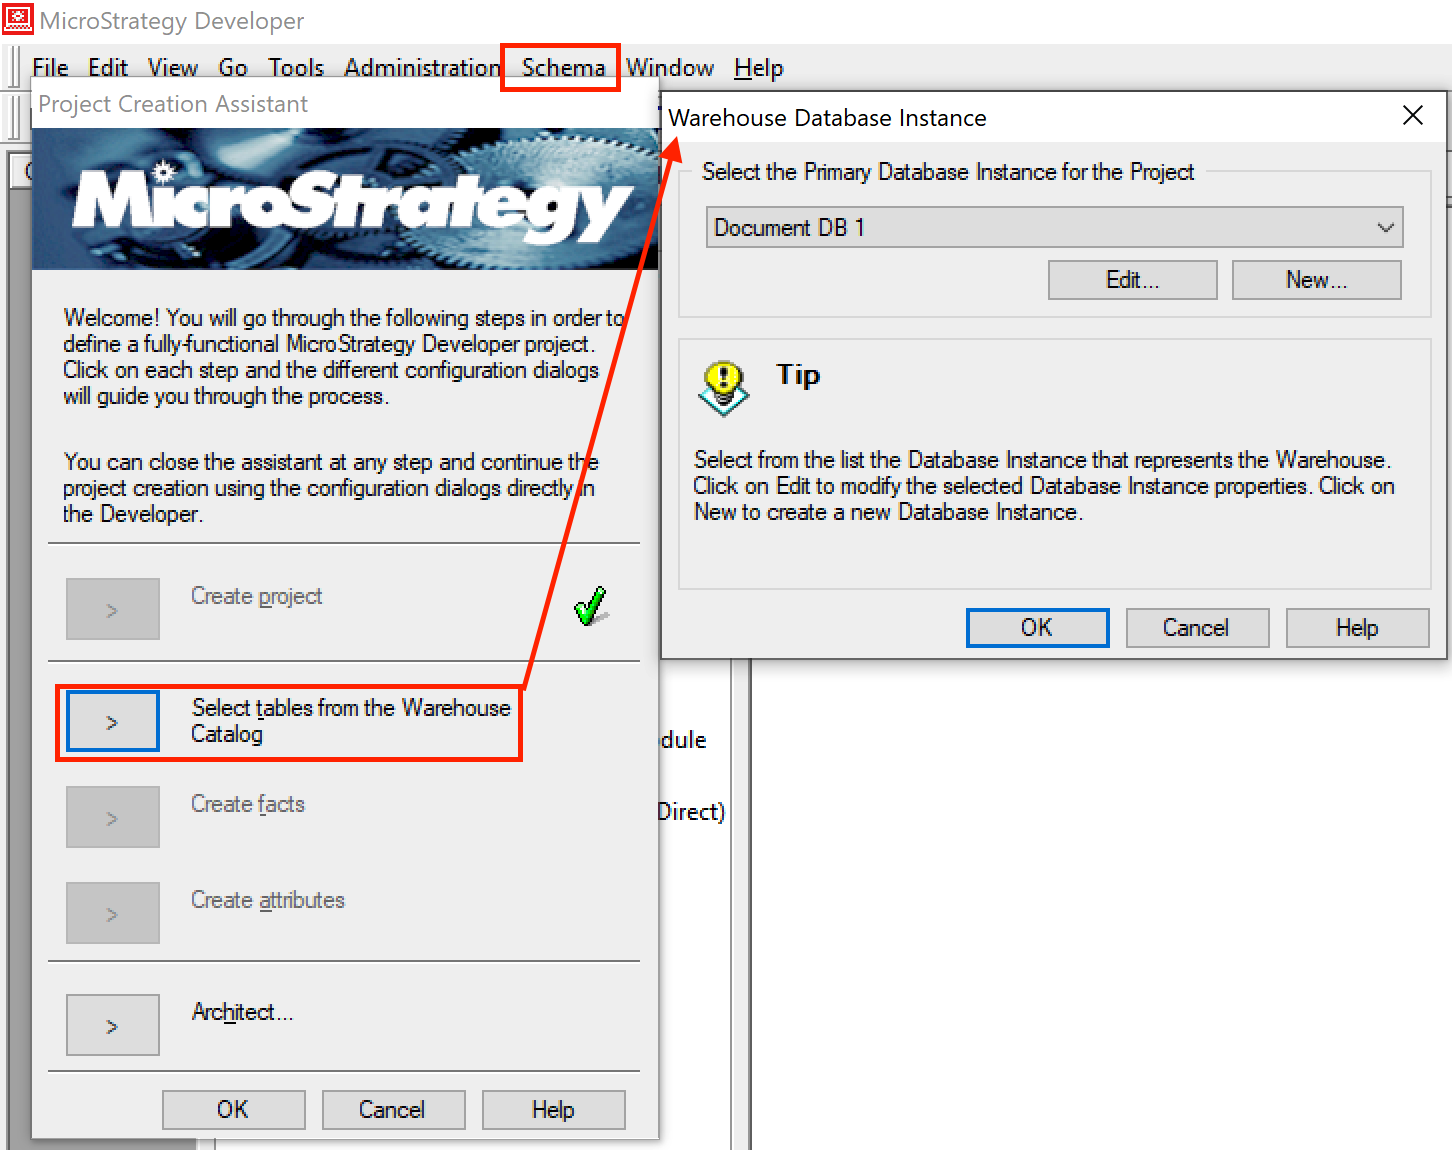 MicroStrategy Developer
File Edit View Go Tools Administration Schema Window Help
Project Creation Assistant
MicroStrategy
Welcome! You will go through the following steps in order to
define a fully-functional MicroStrategy Developer project.
Click on each step and the different configuration dialogs
will guide you through the process.
You can close the assistant at any step and continue the
project creation using the configuration dialogs directly in
the Developer.
> Create project
> Select tables from the Warehouse
Catalog
> Create facts
> Create attributes
> Architect...
OK Cancel Help
Warehouse Database Instance
Select the Primary Database Instance for the Project
Document DB 1
Edit... New...
Tip
Select from the list the Database Instance that represents the Warehouse.
Click on Edit to modify the selected Database Instance properties. Click on
New to create a new Database Instance.
OK Cancel Help
dule
Direct)